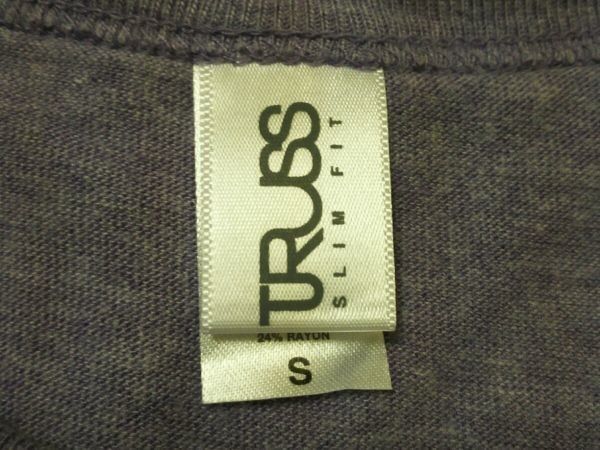 TRUSS
SLIM FIT
24% RAYON
S